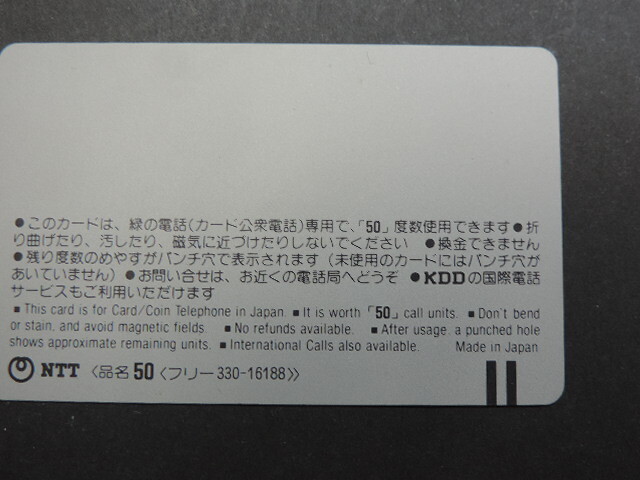 ●このカードは、緑の電話(カード公衆電話)専用で、「50」度数使用できます●折
り曲げたり、汚したり、磁気に近づけたりしないでください ●換金できません
●残り度数のめやすがパンチ穴で表示されます(未使用のカードにはパンチ穴が
あいていません)●お問い合せは、お近くの電話局へどうぞ ●KDDの国際電話
サービスもご利用いただけます
■This card is for Card/Coin Telephone in Japan. ■It is worth「50」call units. ■Don't bend
or stain, and avoid magnetic fields. ■No refunds available. ■After usage, a punched hole
shows approximate remaining units. ■International Calls also available. Made in Japan
NTT 〈品名 50〈フリー330-16188〉〉